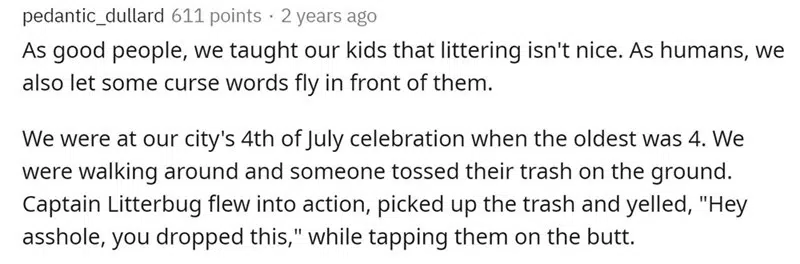 pedantic_dullard 611 points · 2 years ago
As good people, we taught our kids that littering isn't nice. As humans, we
also let some curse words fly in front of them.
We were at our city's 4th of July celebration when the oldest was 4. We
were walking around and someone tossed their trash on the ground.
Captain Litterbug flew into action, picked up the trash and yelled, "Hey
asshole, you dropped this," while tapping them on the butt.